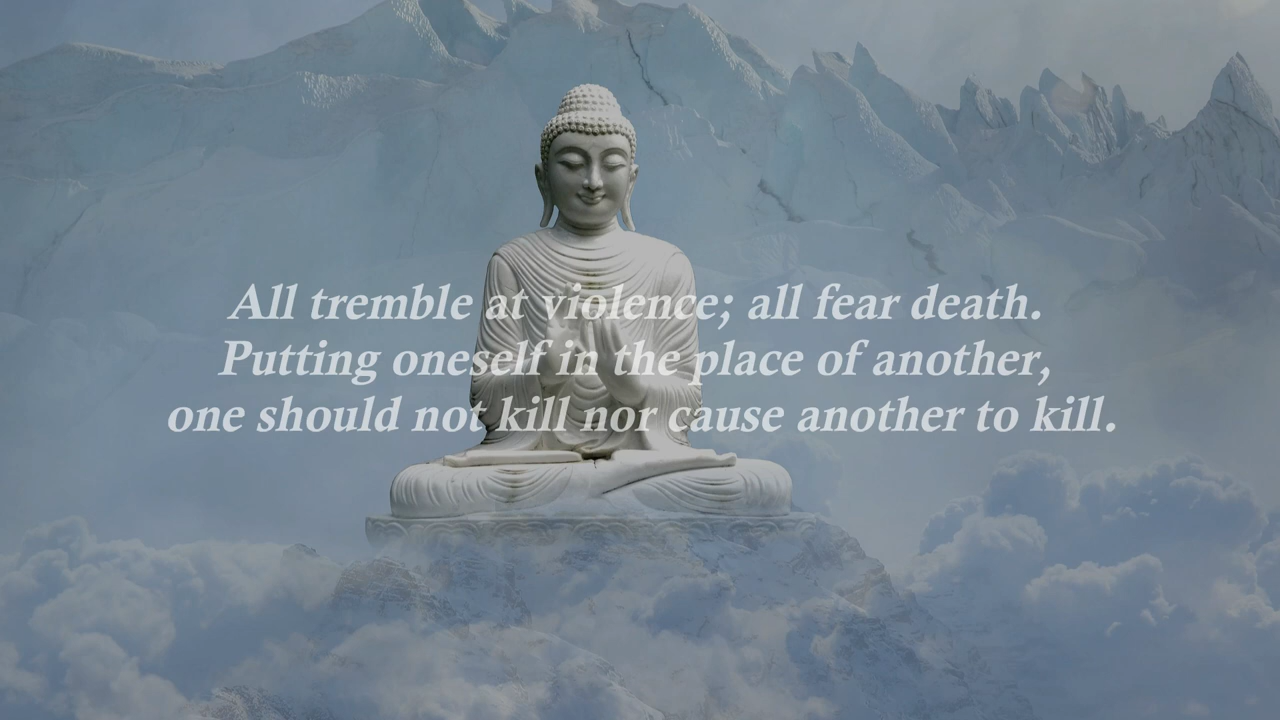 All tremble at violence; all fear death.
Putting oneself in the place of another,
one should not kill nor cause another to kill.